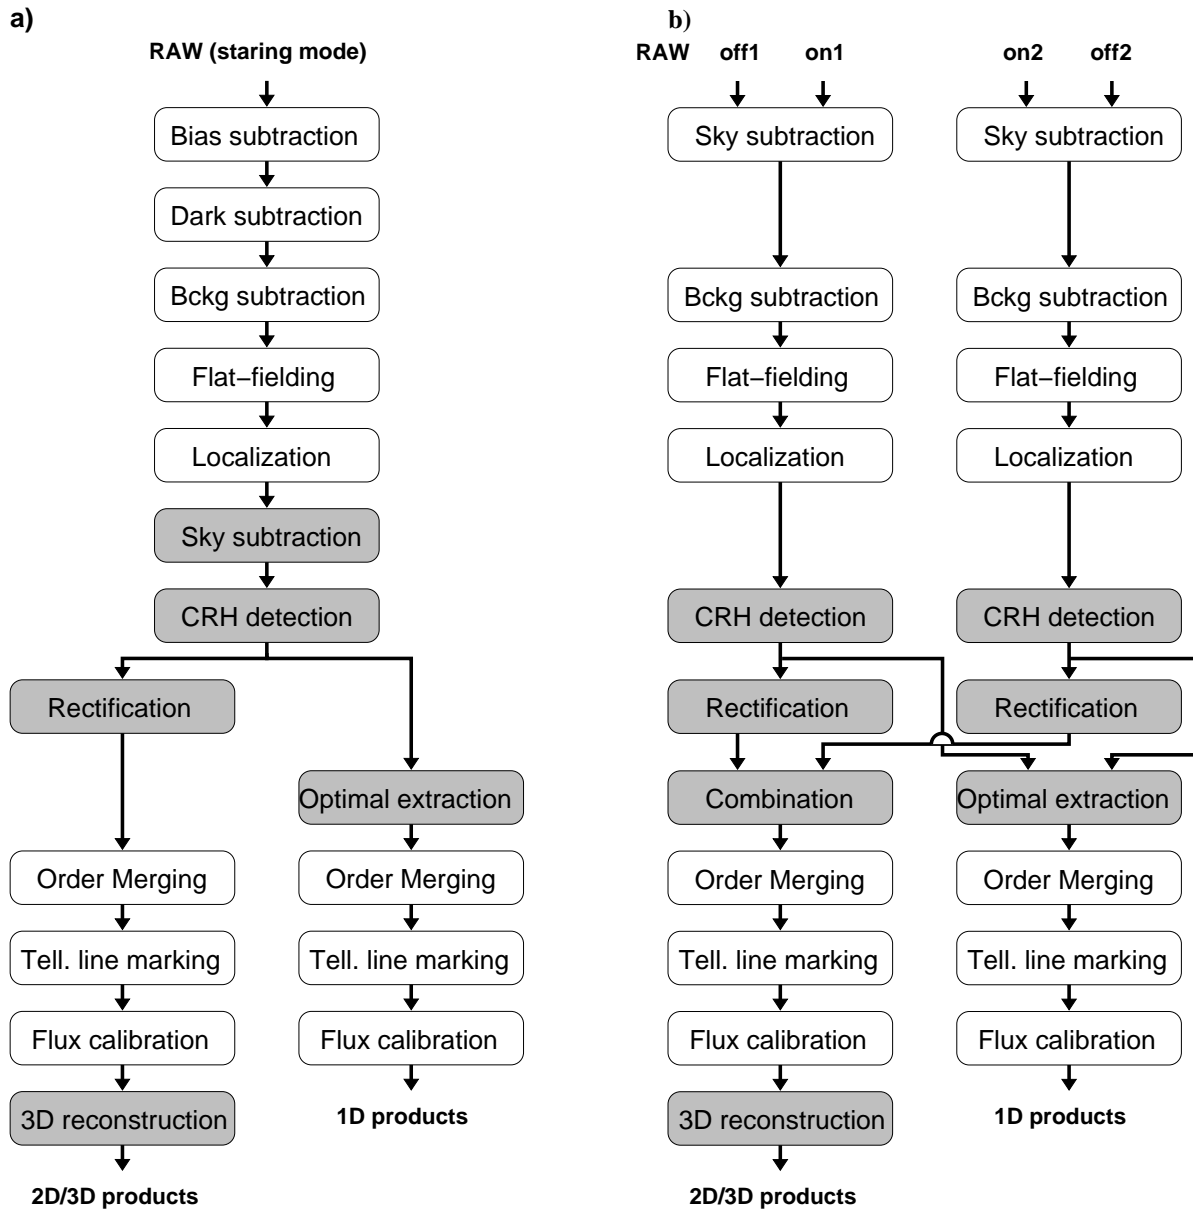 a)
RAW (staring mode)
Bias subtraction
Dark subtraction
Bckg subtraction
Flat−fielding
Localization
Sky subtraction
CRH detection
Rectification
Optimal extraction
Order Merging
Order Merging
Tell. line marking
Tell. line marking
Flux calibration
Flux calibration
3D reconstruction
1D products
2D/3D products
b)
RAW off1 on1 on2 off2
Sky subtraction
Sky subtraction
Bckg subtraction
Bckg subtraction
Flat−fielding
Flat−fielding
Localization
Localization
CRH detection
CRH detection
Rectification
Rectification
Combination
Optimal extraction
Order Merging
Order Merging
Tell. line marking
Tell. line marking
Flux calibration
Flux calibration
3D reconstruction
1D products
2D/3D products